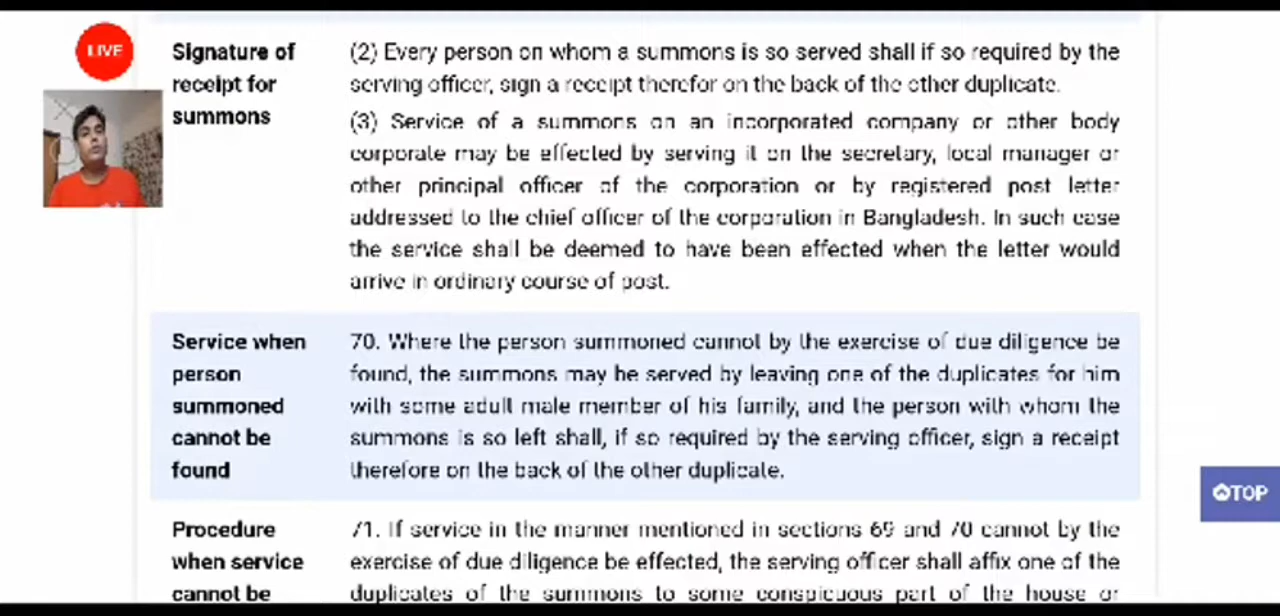 LIVE
Signature of
receipt for
summons
(2) Every person on whom a summons is so served shall if so required by the
serving officer, sign a receipt therefor on the back of the other duplicate.
(3) Service of a summons on an incorporated company or other body
corporate may be effected by serving it on the secretary, local manager or
other principal officer of the corporation or by registered post letter
addressed to the chief officer of the corporation in Bangladesh. In such case
the service shall be deemed to have been effected when the letter would
arrive in ordinary course of post.
Service when
person
summoned
cannot be
found
70. Where the person summoned cannot by the exercise of due diligence be
found, the summons may be served by leaving one of the duplicates for him
with some adult male member of his family, and the person with whom the
summons is so left shall, if so required by the serving officer, sign a receipt
therefore on the back of the other duplicate.
TOP
Procedure
when service
cannot be
71. If service in the manner mentioned in sections 69 and 70 cannot by the
exercise of due diligence be effected, the serving officer shall affix one of the
duplicates of the summons to some conspicuous part of the house or